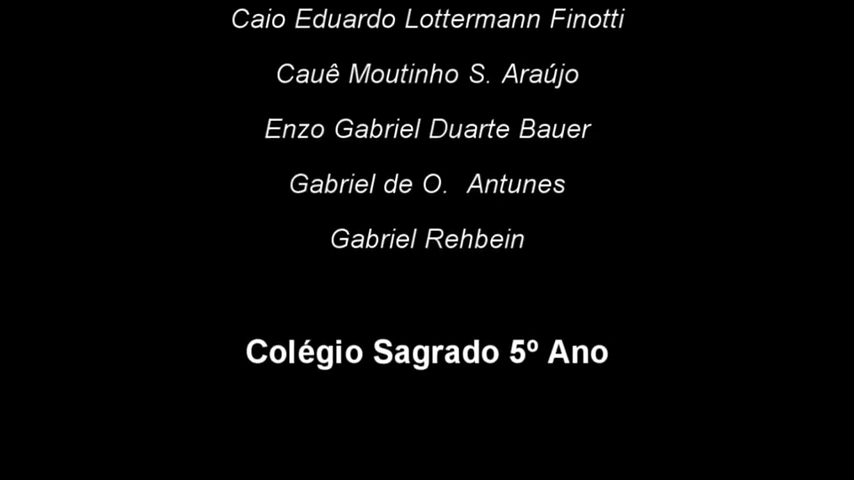 Caio Eduardo Lottermann Finotti
Cauê Moutinho S. Araújo
Enzo Gabriel Duarte Bauer
Gabriel de O.  Antunes
Gabriel Rehbein
Colégio Sagrado 5º Ano